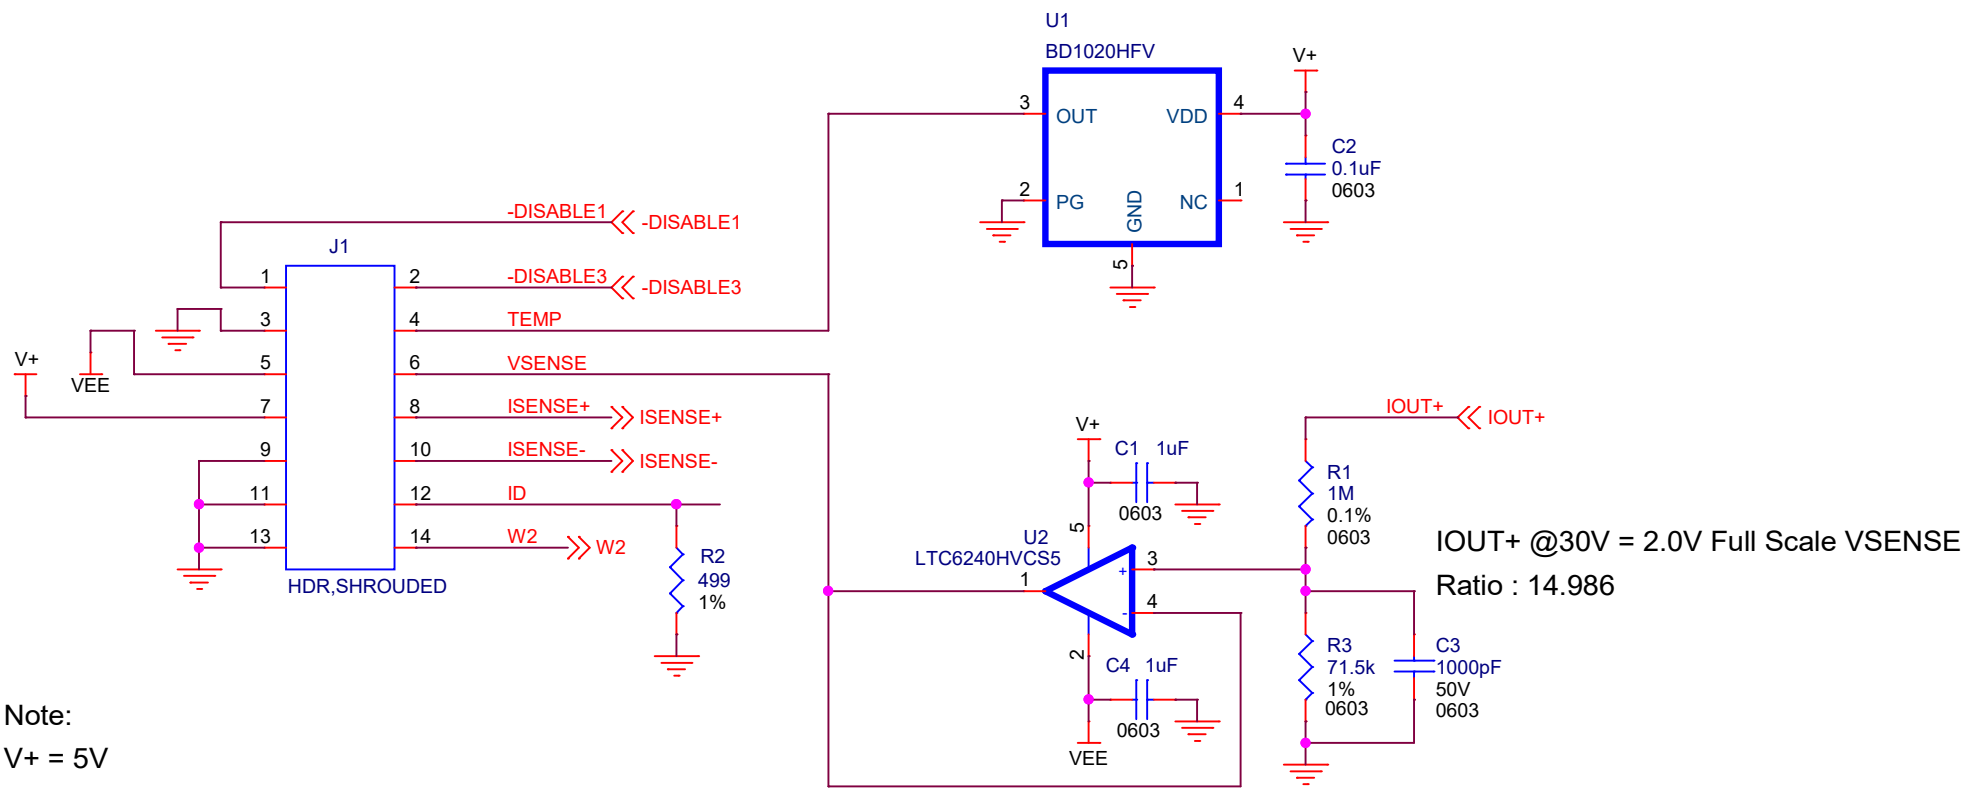 U1
BD1020HFV
V+
3
OUT
VDD
4
C2
0.1uF
0603
2
PG
GND
NC
1
5
-DISABLE1
-DISABLE1
J1
1
2
-DISABLE3
-DISABLE3
3
4
TEMP
V+
VEE
5
6
VSENSE
7
8
ISENSE+
ISENSE+
9
10
ISENSE-
ISENSE-
11
12
ID
13
14
W2
W2
HDR,SHROUDED
R2
499
1%
V+
C1
1uF
0603
5
U2
LTC6240HVCS5
1
+
3
-
4
2
C4
1uF
0603
VEE
IOUT+
IOUT+
R1
1M
0.1%
0603
IOUT+ @30V = 2.0V Full Scale VSENSE
Ratio : 14.986
R3
71.5k
1%
0603
C3
1000pF
50V
0603
Note:
V+ = 5V